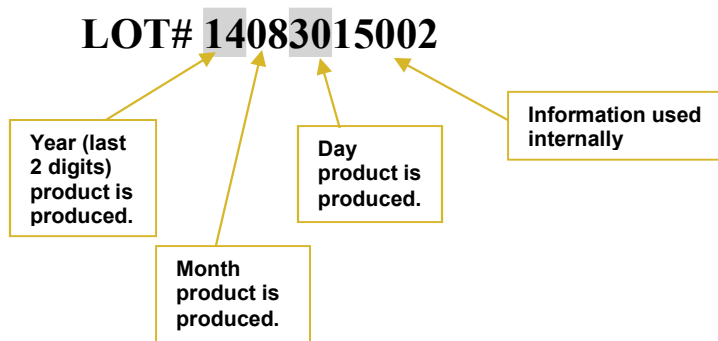 LOT# 14083015002
Year (last
2 digits)
product is
produced.
Month
product is
produced.
Day
product is
produced.
Information used
internally